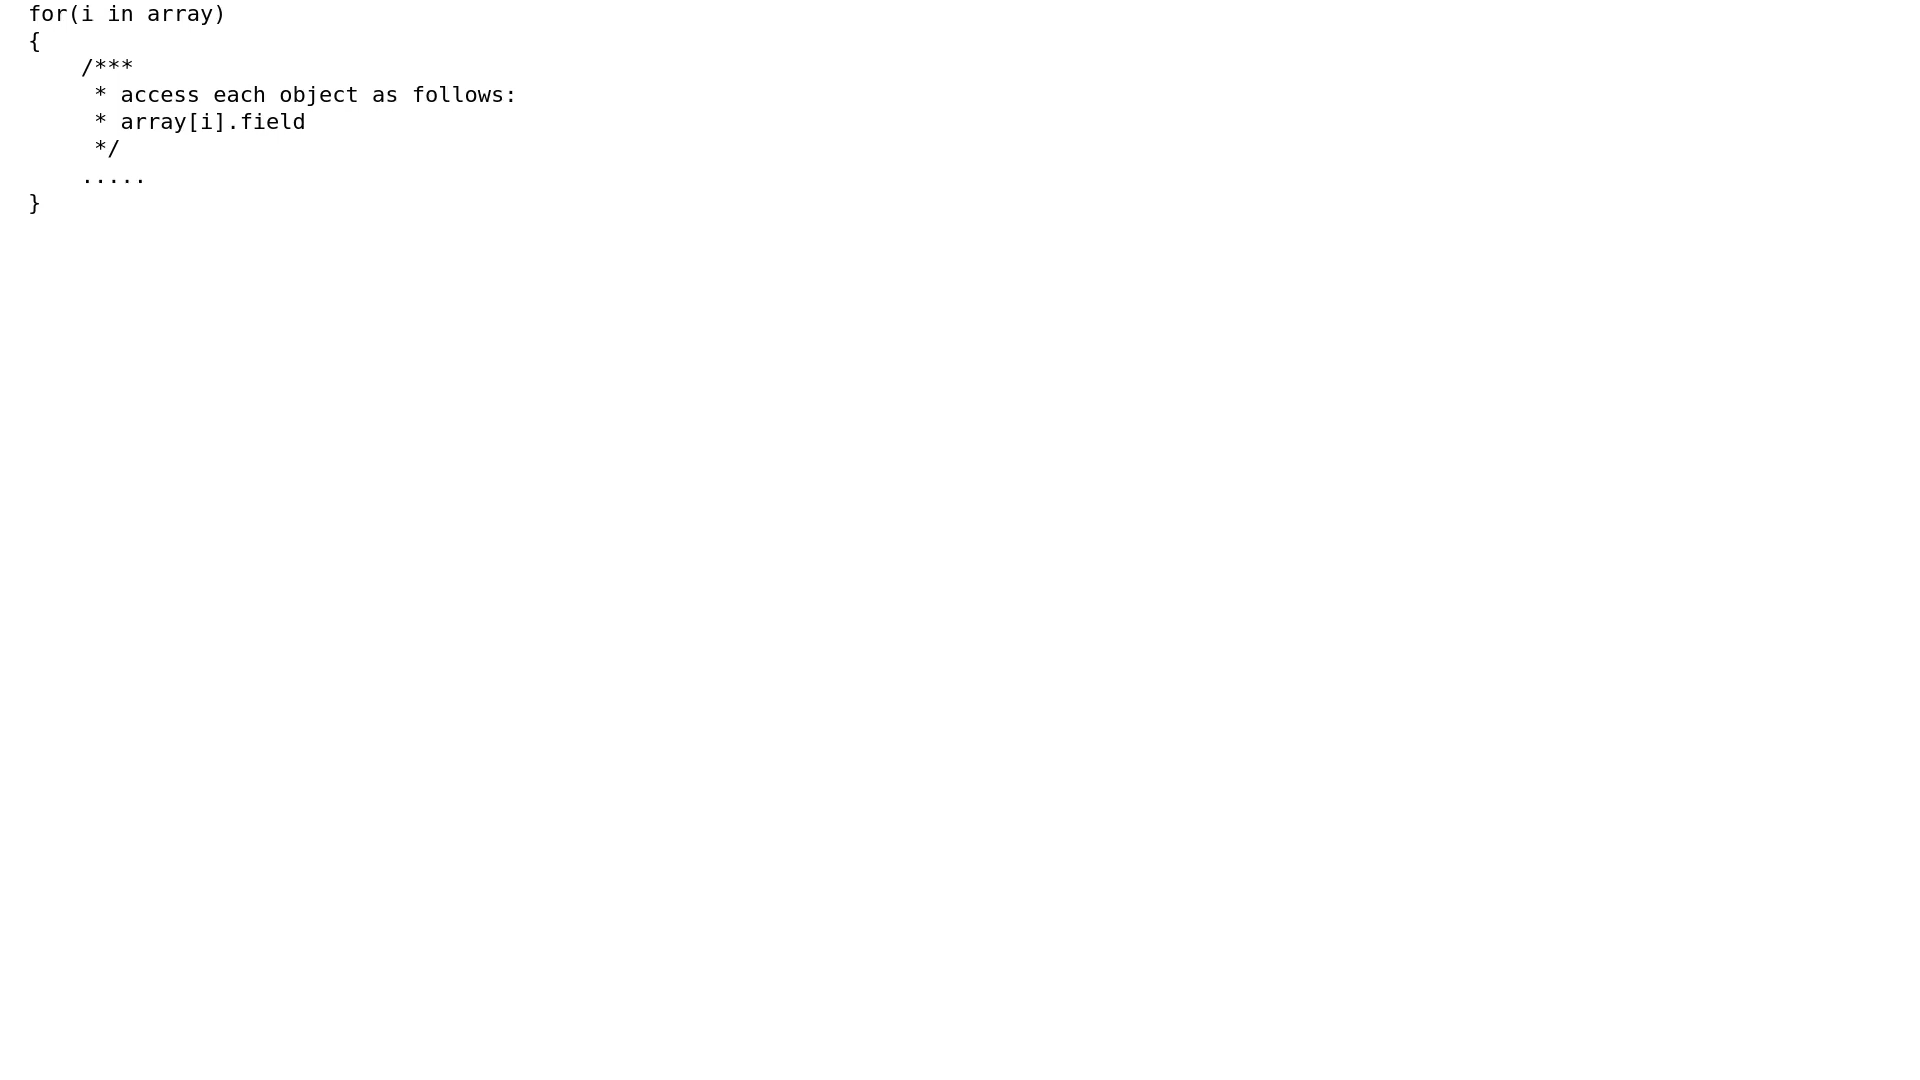 for(i in array)
{
    /***
     * access each object as follows:
     * array[i].field
     */
    .....
}